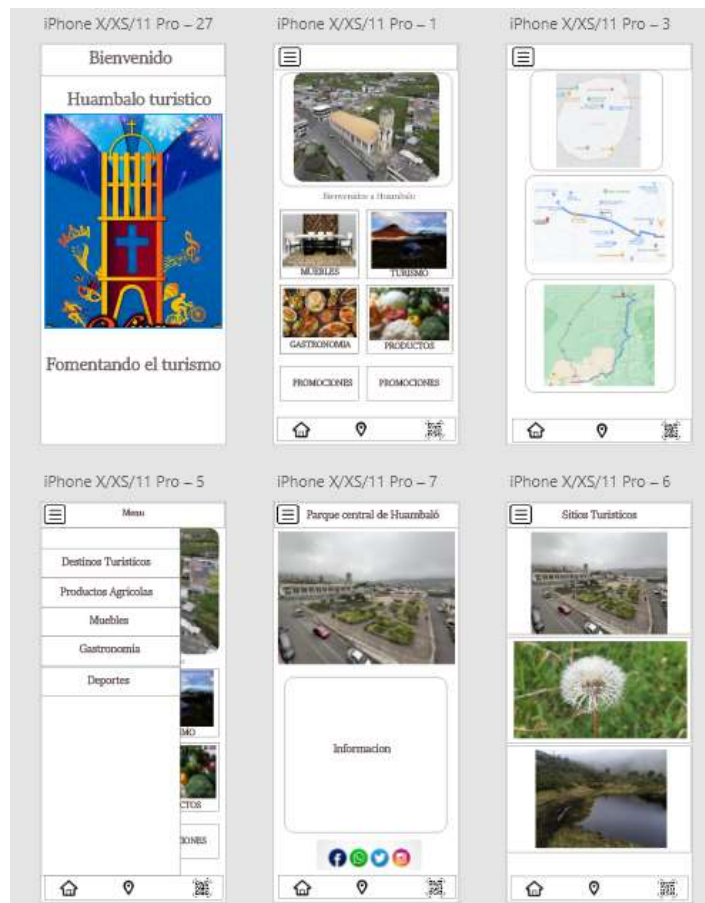 iPhone X/XS/11 Pro – 27
Bienvenido
Huambalo turistico
Fomentando el turismo
iPhone X/XS/11 Pro – 1
Bienvenidos a Huambalo
MUEBLES
TURISMO
GASTRONOMIA
PRODUCTOS
PROMOCIONES
PROMOCIONES
iPhone X/XS/11 Pro – 3
iPhone X/XS/11 Pro – 5
Menu
Destinos Turisticos
Productos Agricolas
Muebles
Gastronomia
Deportes
SMO
CTOS
IONES
iPhone X/XS/11 Pro – 7
Parque central de Huambaló
Informacion
iPhone X/XS/11 Pro – 6
Sitios Turisticos